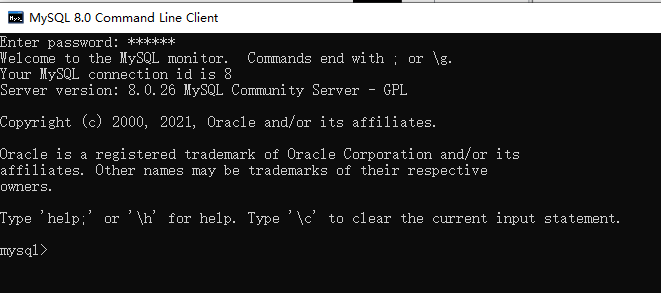 MySQL 8.0 Command Line Client
Enter password: ******
Welcome to the MySQL monitor.  Commands end with ; or \g.
Your MySQL connection id is 8
Server version: 8.0.26 MySQL Community Server - GPL
Copyright (c) 2000, 2021, Oracle and/or its affiliates.
Oracle is a registered trademark of Oracle Corporation and/or its
affiliates. Other names may be trademarks of their respective
owners.
Type 'help;' or '\h' for help. Type '\c' to clear the current input statement.
mysql>